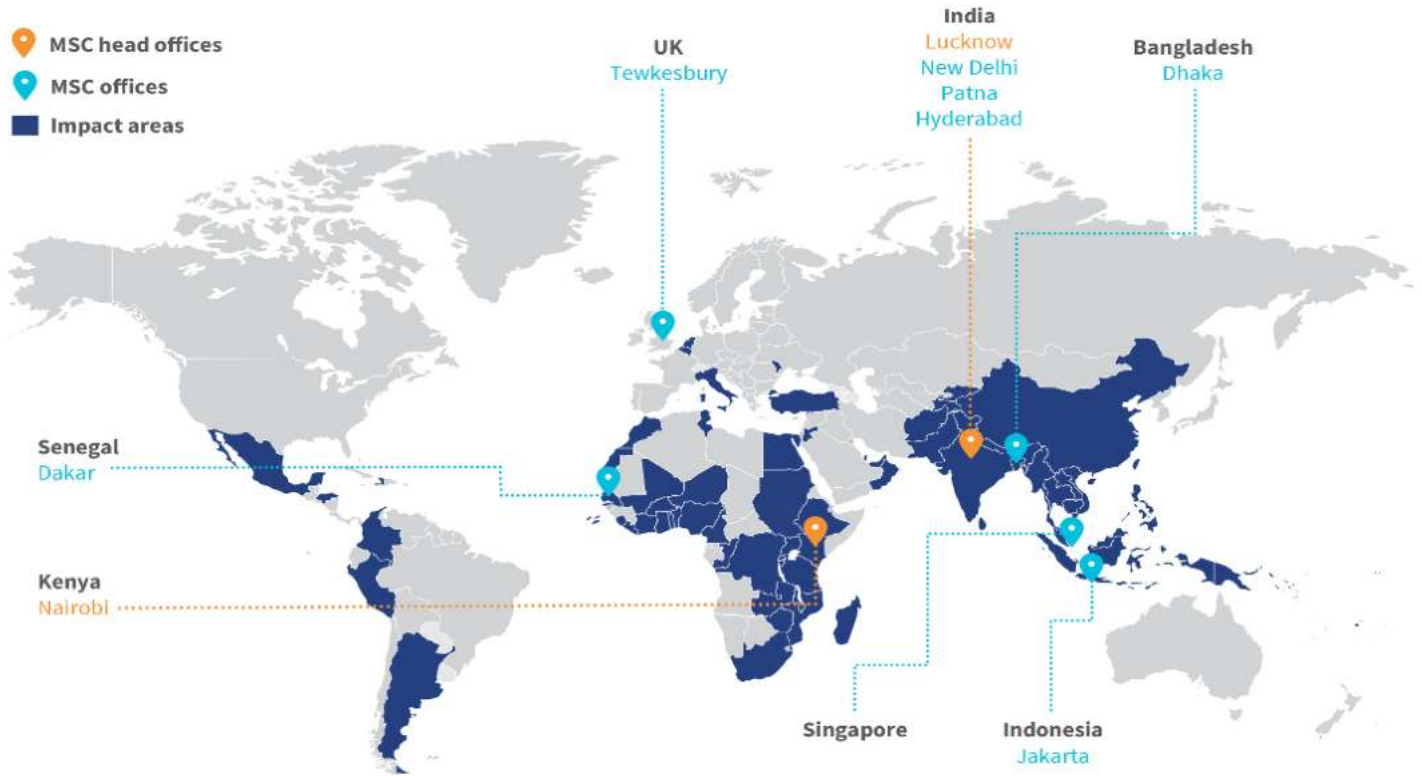 MSC head offices
MSC offices
Impact areas
UK
Tewkesbury
India
Lucknow
New Delhi
Patna
Hyderabad
Bangladesh
Dhaka
Senegal
Dakar
Kenya
Nairobi
Singapore
Indonesia
Jakarta